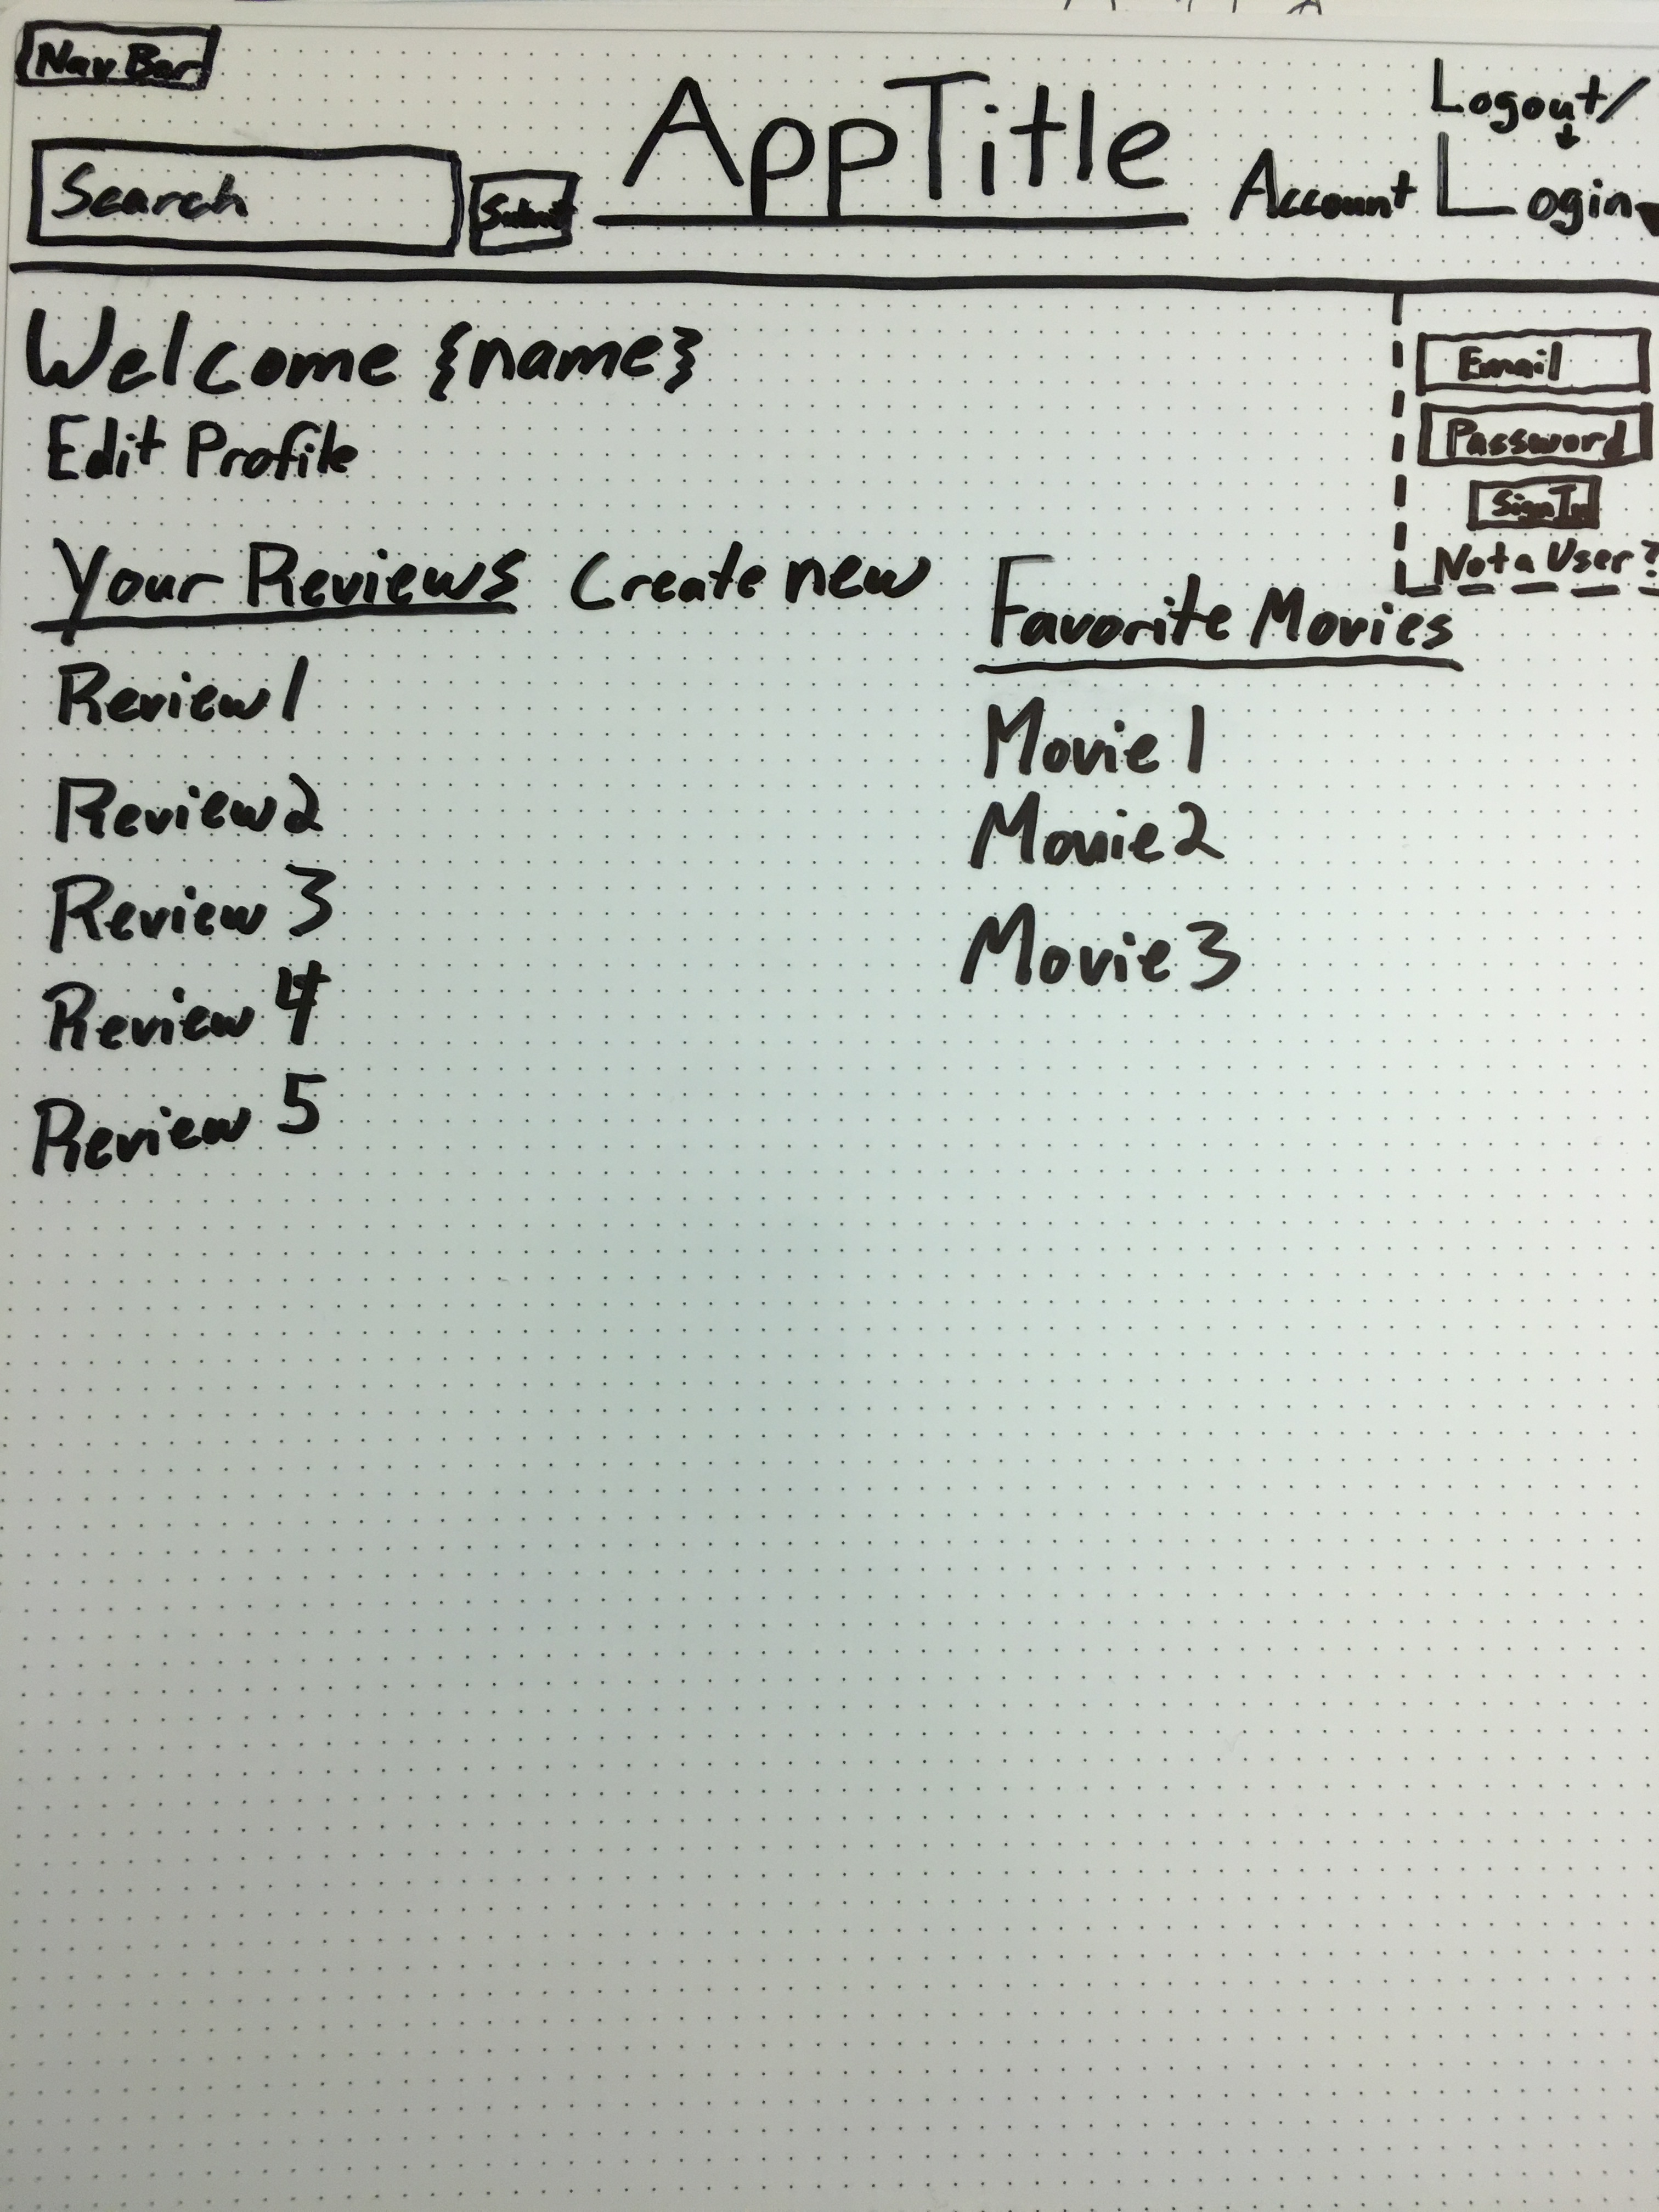 Nav Bar
Search
Submit
AppTitle
Account
Logout/
Login
Welcome {name}
Edit Profile
Email
Password
Sign In
Not a User?
Your Reviews Create new
Review 1
Review 2
Review 3
Review 4
Review 5
Favorite Movies
Movie 1
Movie 2
Movie 3